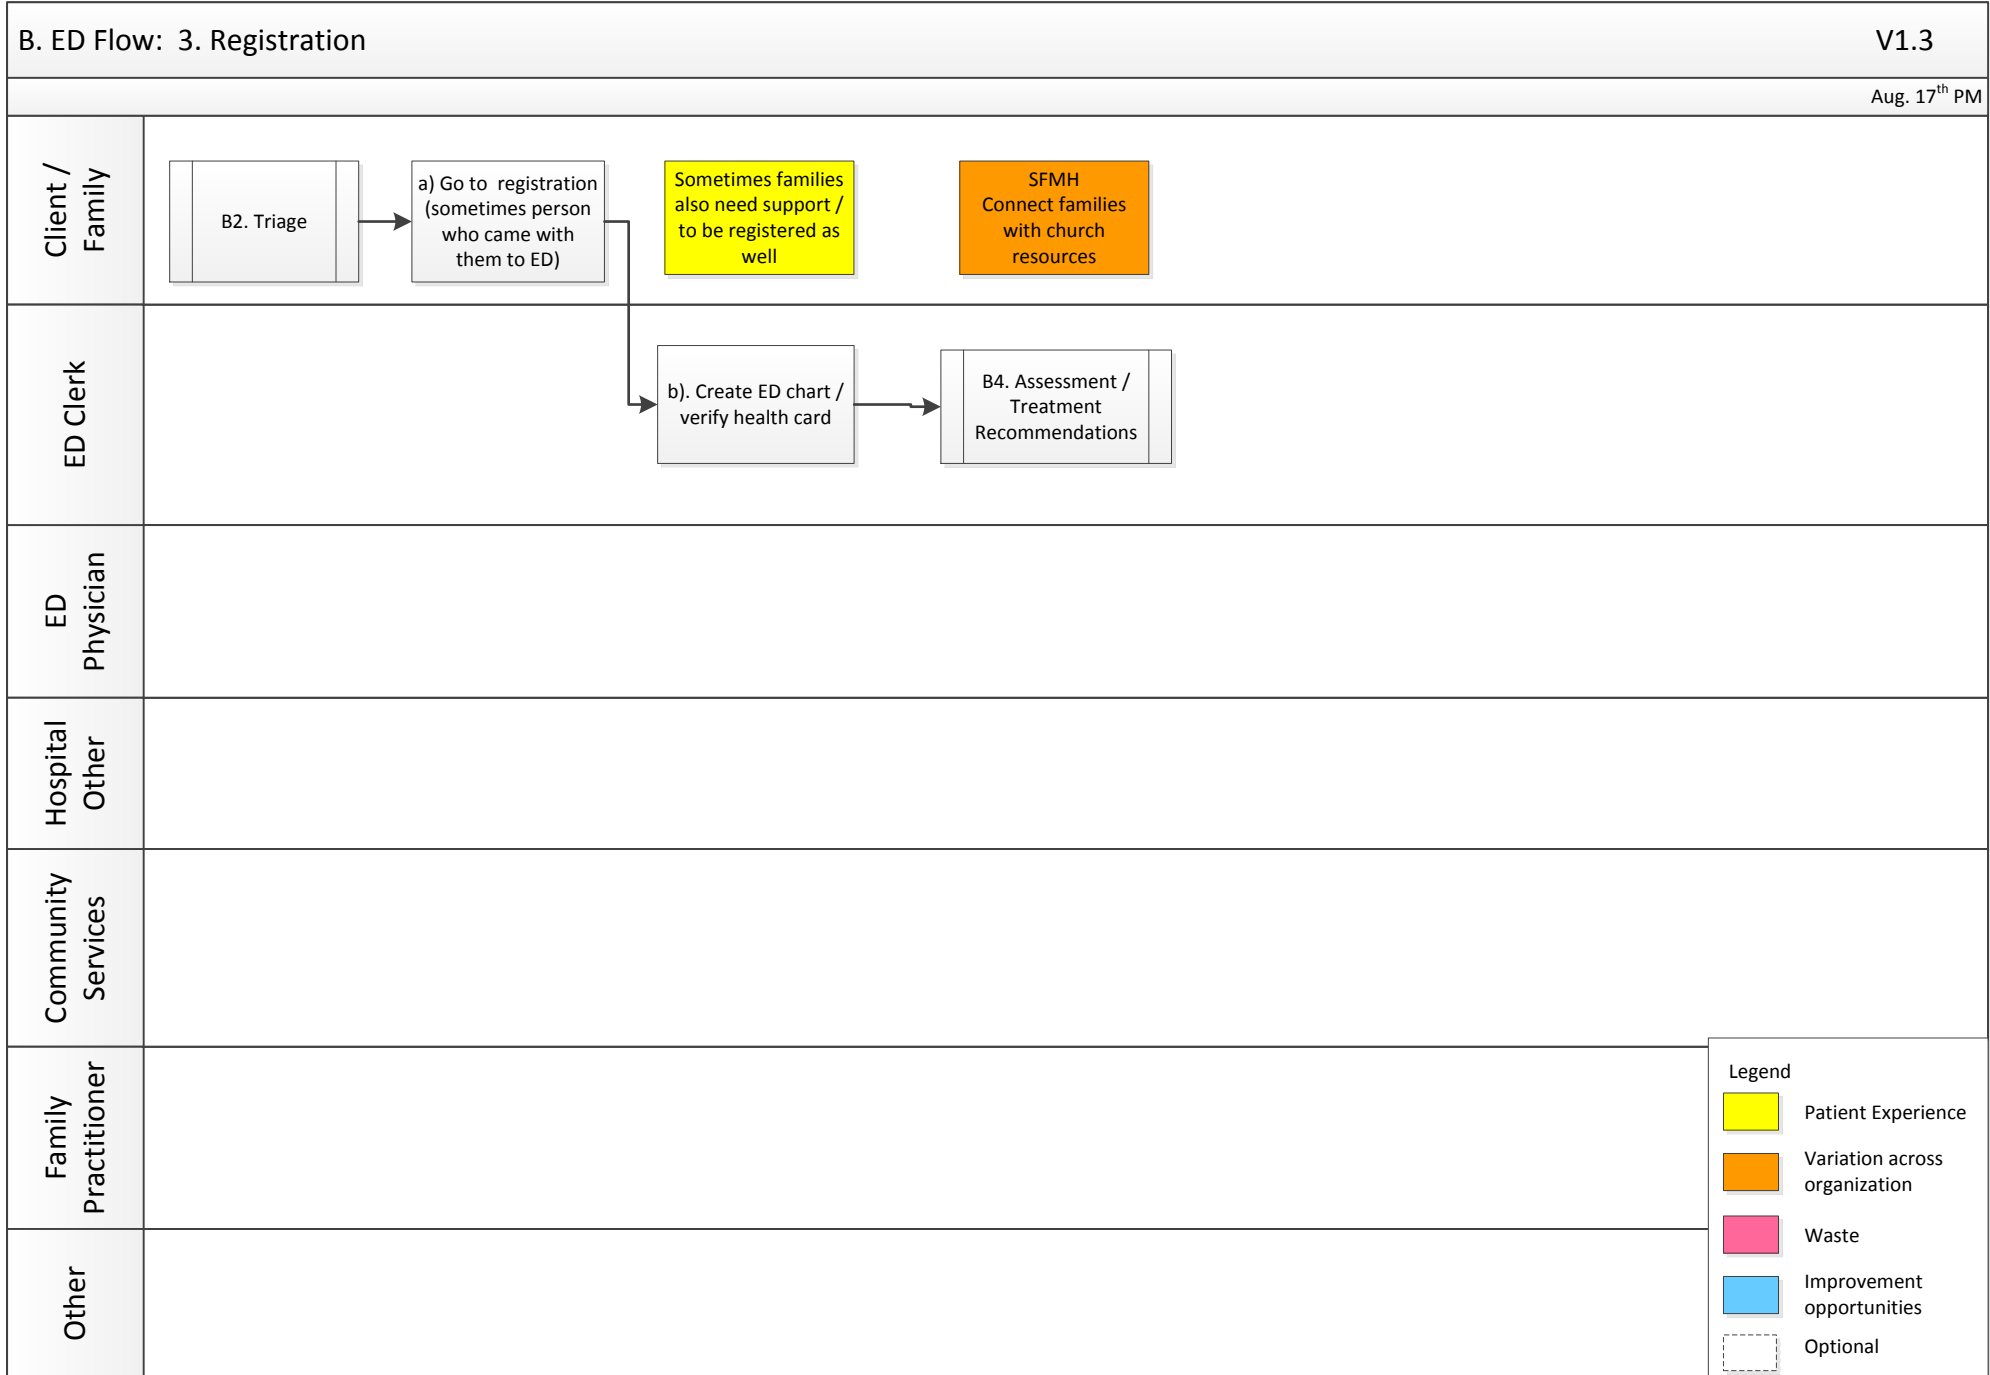 B. ED Flow:  3. Registration
V1.3
Aug. 17th PM
Client /
Family
B2. Triage
a) Go to  registration
(sometimes person
who came with
them to ED)
Sometimes families
also need support /
to be registered as
well
SFMH
Connect families
with church
resources
ED Clerk
b). Create ED chart /
verify health card
B4. Assessment /
Treatment
Recommendations
ED
Physician
Hospital
Other
Community
Services
Family
Practitioner
Other
Legend
Patient Experience
Variation across
organization
Waste
Improvement
opportunities
Optional